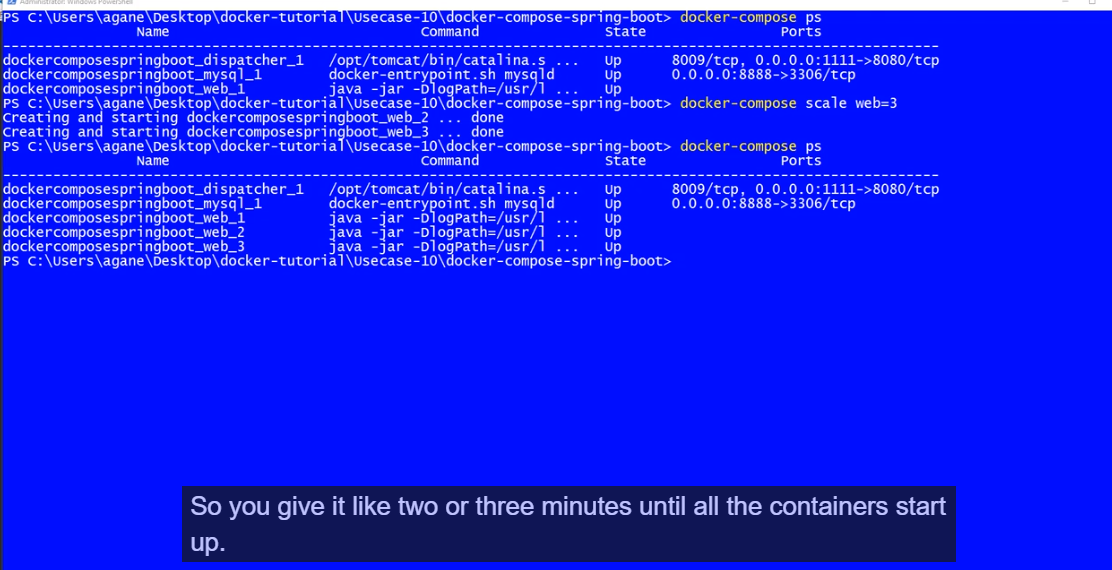 Administrator: Windows PowerShell
PS C:\Users\agane\Desktop\docker-tutorial\Usecase-10\docker-compose-spring-boot> docker-compose ps
Name Command State Ports
---------------------------------------------------------------------------------------------------------------
dockercomposespringboot_dispatcher_1 /opt/tomcat/bin/catalina.s ... Up 8009/tcp, 0.0.0.0:1111->8080/tcp
dockercomposespringboot_mysql_1 docker-entrypoint.sh mysqld Up 0.0.0.0:8888->3306/tcp
dockercomposespringboot_web_1 java -jar -DlogPath=/usr/l ... Up
PS C:\Users\agane\Desktop\docker-tutorial\Usecase-10\docker-compose-spring-boot> docker-compose scale web=3
Creating and starting dockercomposespringboot_web_2 ... done
Creating and starting dockercomposespringboot_web_3 ... done
PS C:\Users\agane\Desktop\docker-tutorial\Usecase-10\docker-compose-spring-boot> docker-compose ps
Name Command State Ports
---------------------------------------------------------------------------------------------------------------
dockercomposespringboot_dispatcher_1 /opt/tomcat/bin/catalina.s ... Up 8009/tcp, 0.0.0.0:1111->8080/tcp
dockercomposespringboot_mysql_1 docker-entrypoint.sh mysqld Up 0.0.0.0:8888->3306/tcp
dockercomposespringboot_web_1 java -jar -DlogPath=/usr/l ... Up
dockercomposespringboot_web_2 java -jar -DlogPath=/usr/l ... Up
dockercomposespringboot_web_3 java -jar -DlogPath=/usr/l ... Up
PS C:\Users\agane\Desktop\docker-tutorial\Usecase-10\docker-compose-spring-boot>
So you give it like two or three minutes until all the containers start
up.